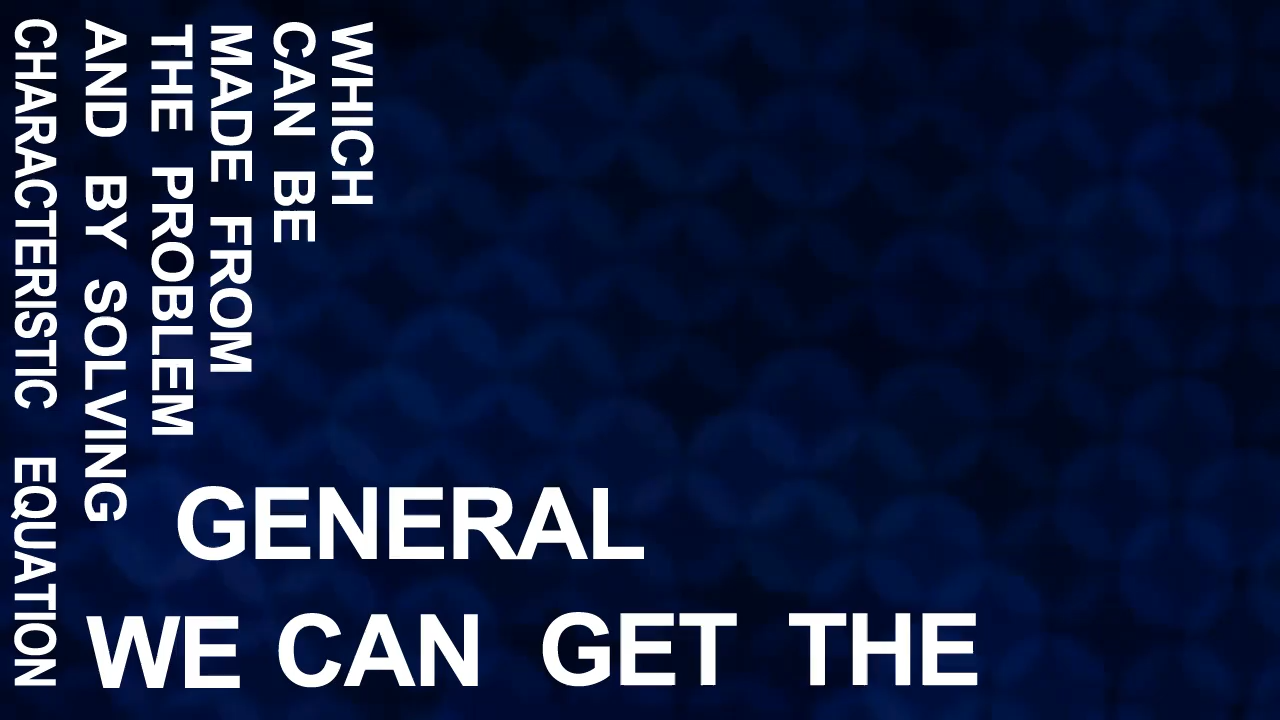 WHICH
CAN BE
MADE FROM
THE PROBLEM
AND BY SOLVING
CHARACTERISTIC EQUATION
GENERAL
WE CAN GET THE